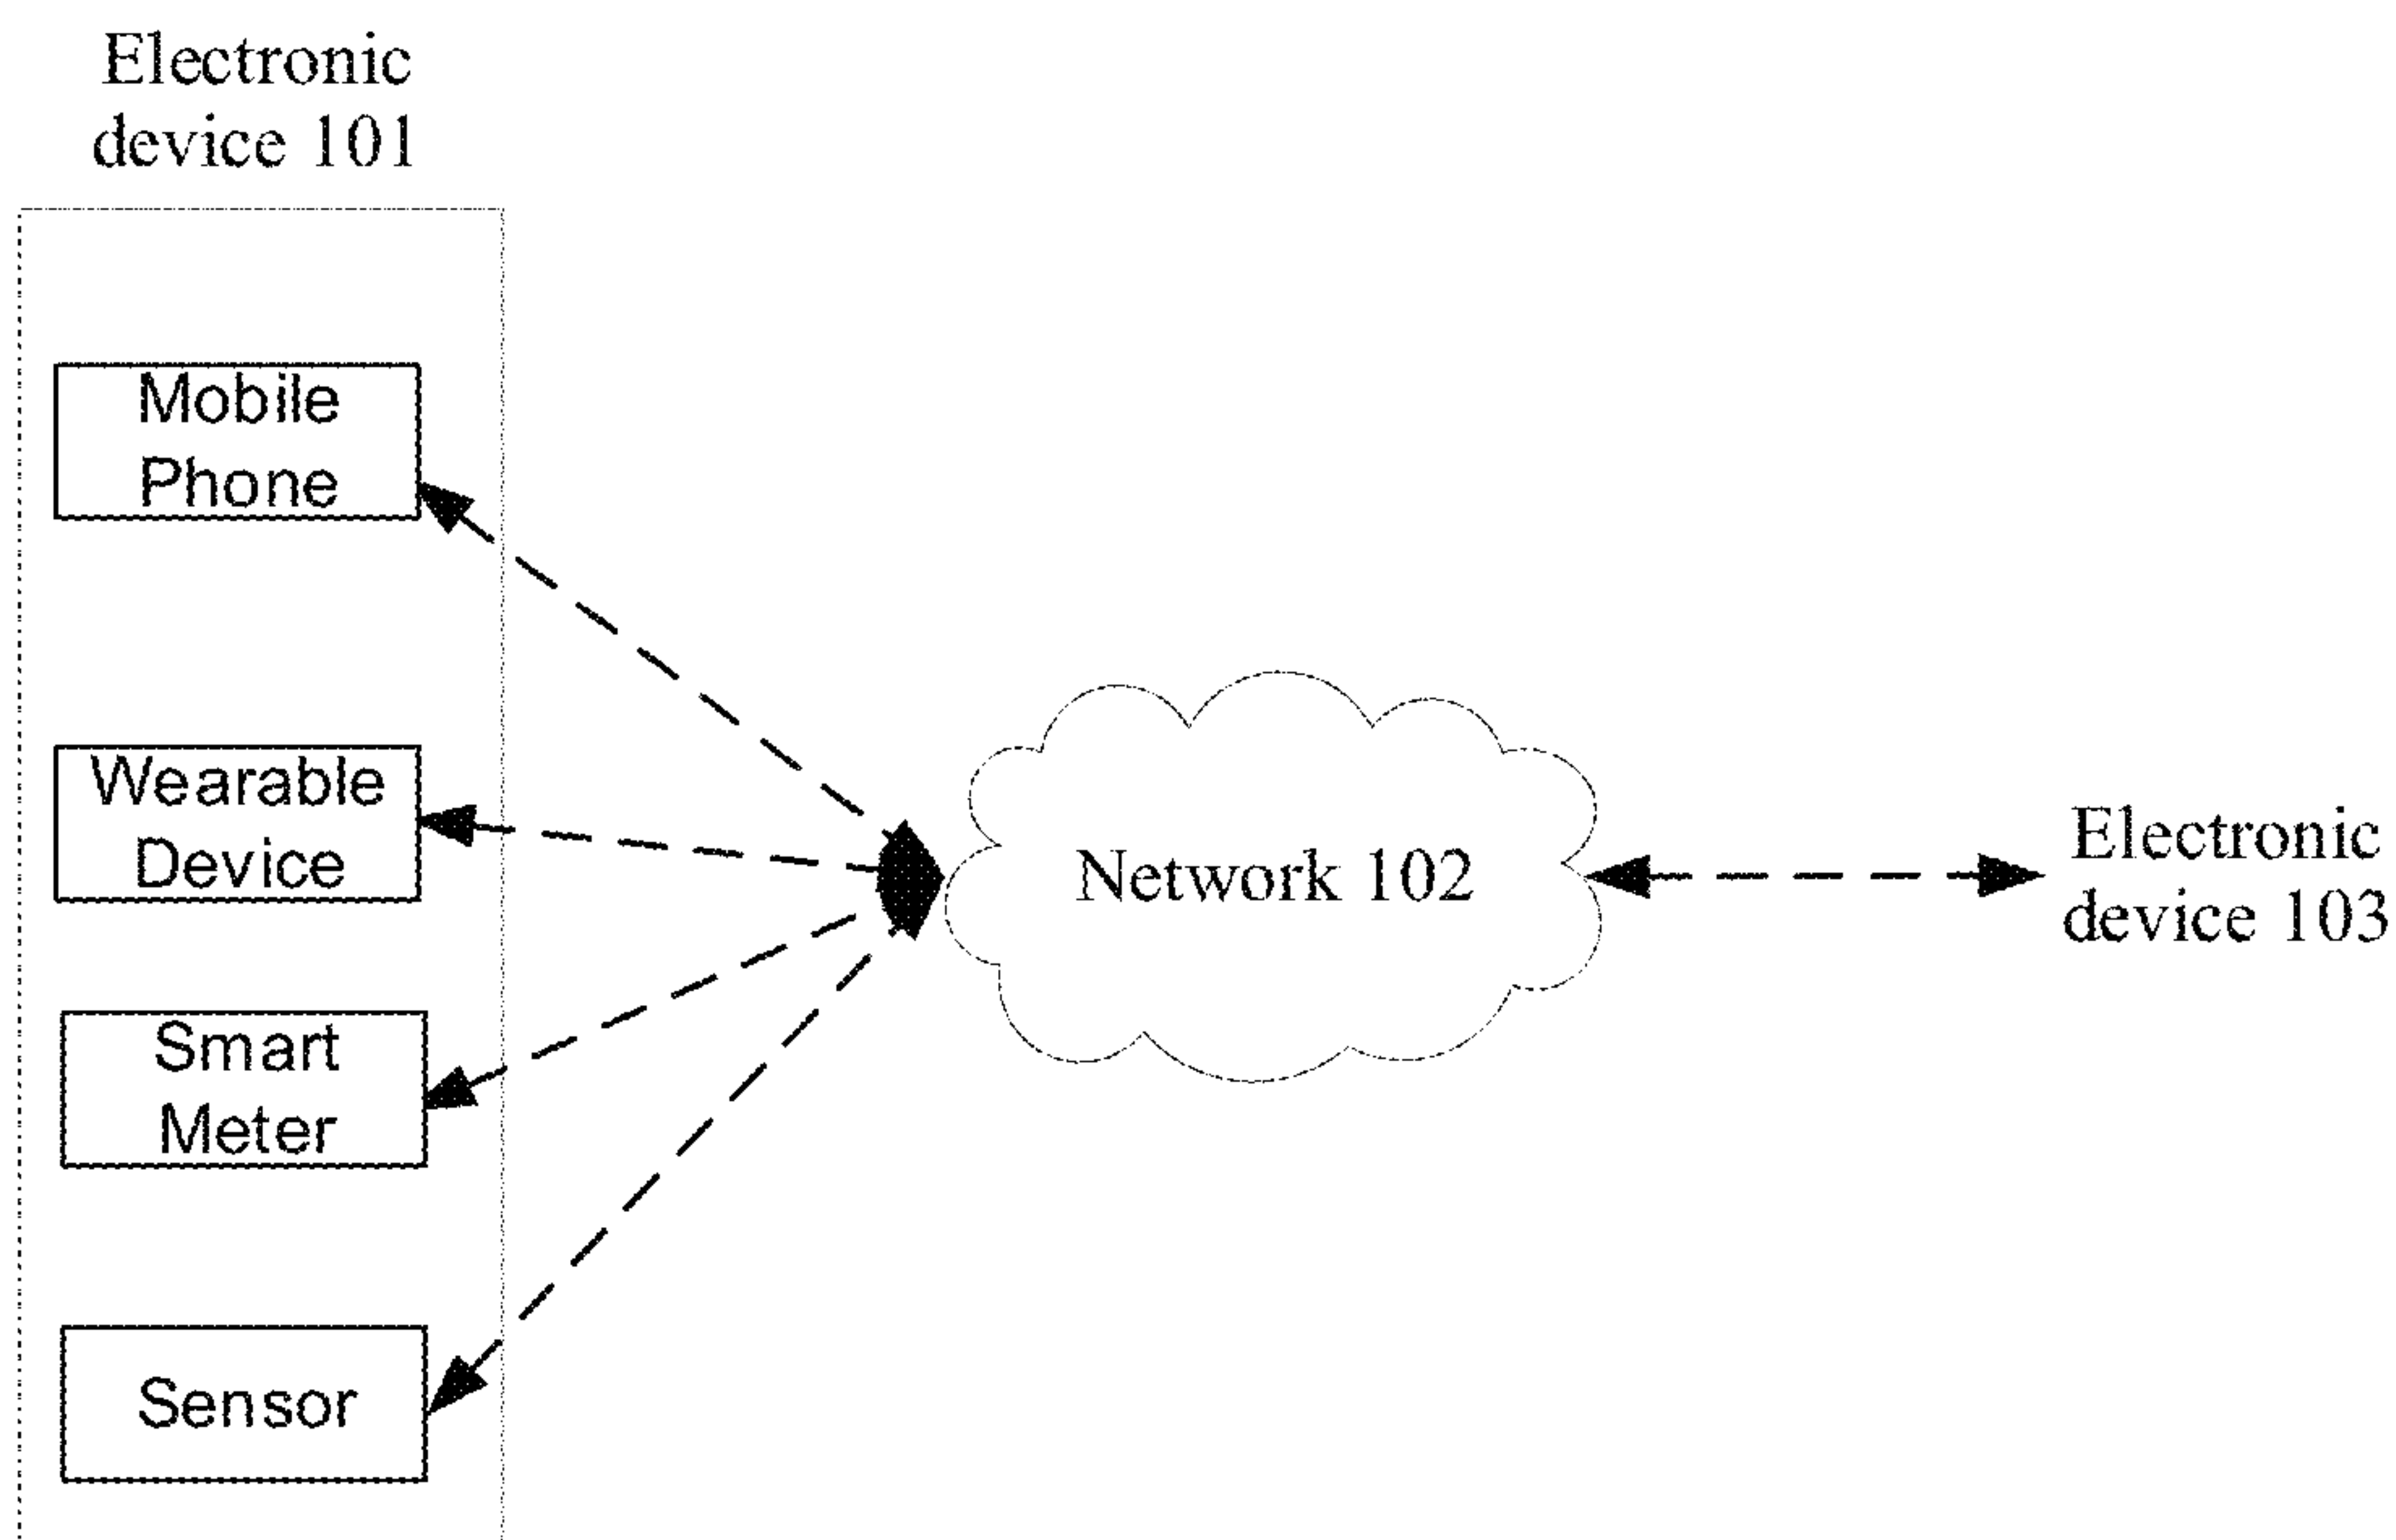 Electronic
device 101
Mobile
Phone
Wearable
Device
Smart
Meter
Sensor
Network 102
Electronic
device 103